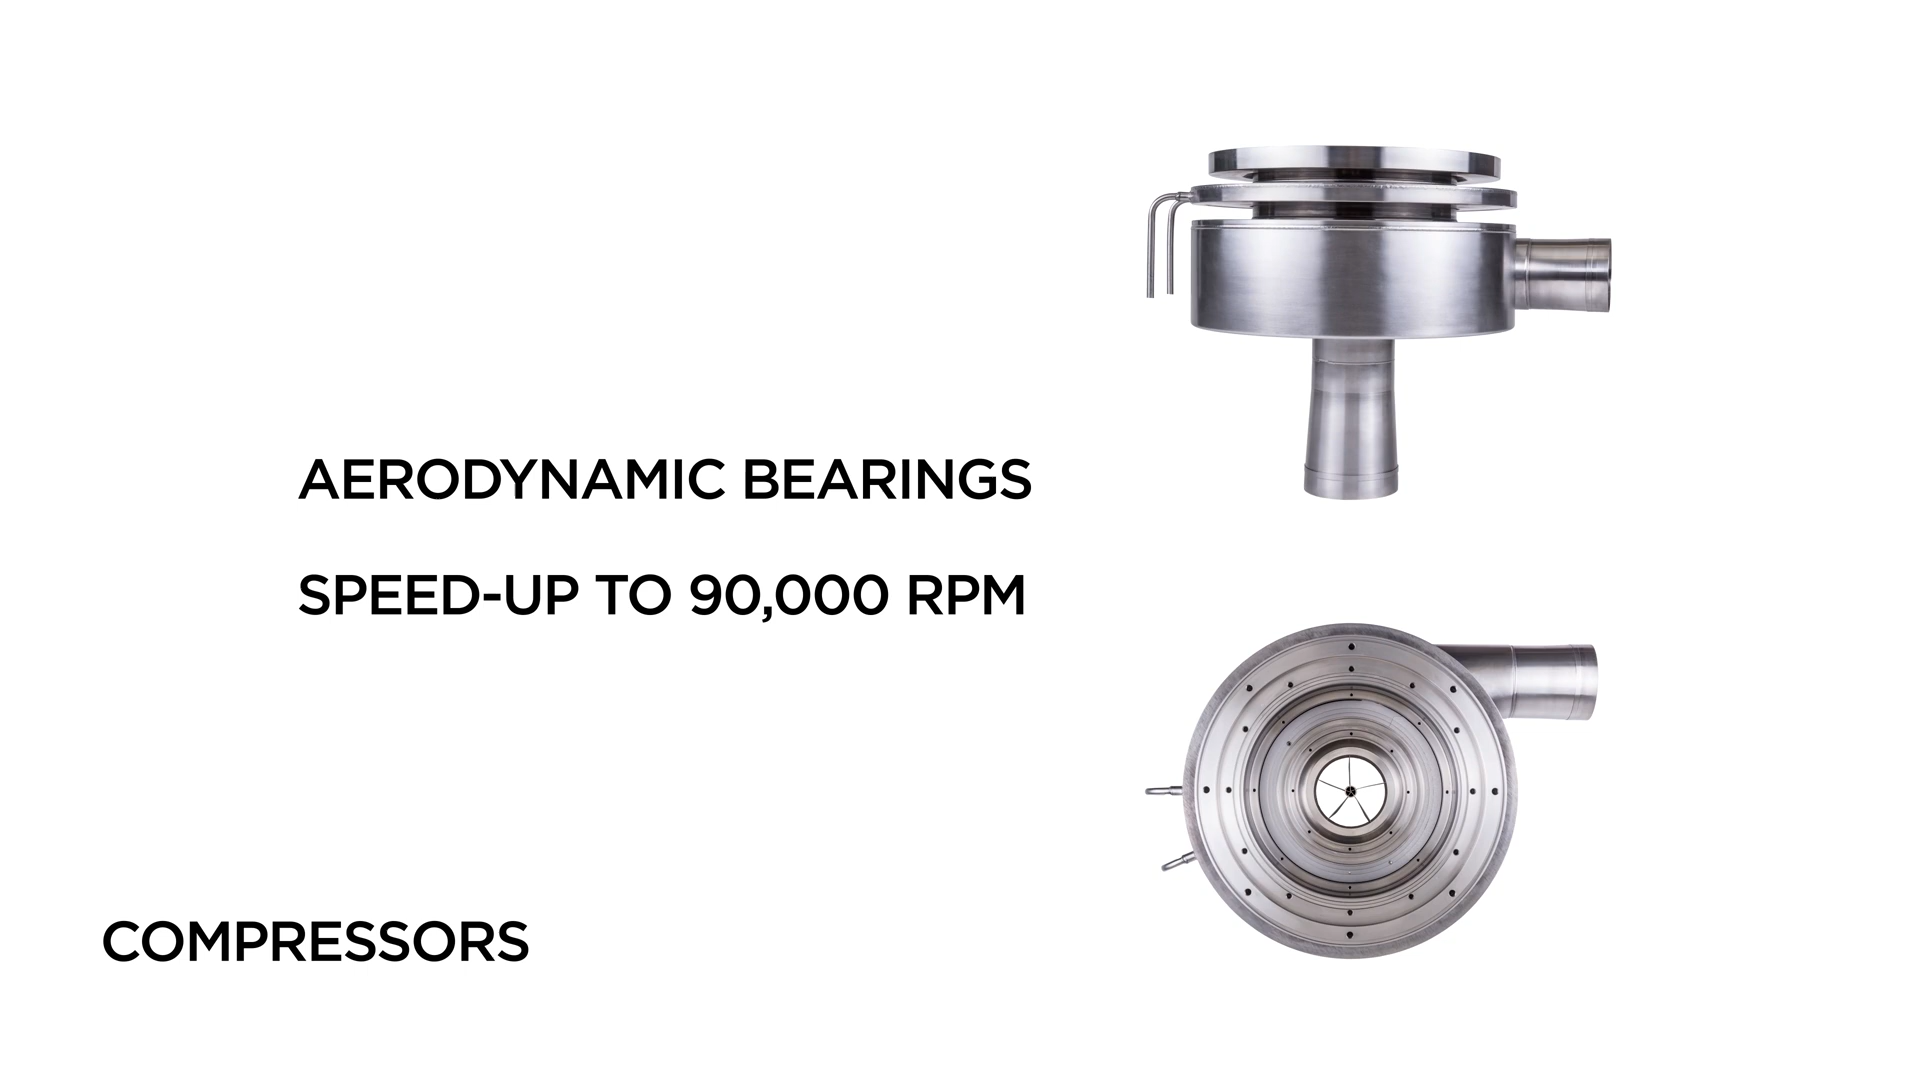 AERODYNAMIC BEARINGS
SPEED-UP TO 90,000 RPM
COMPRESSORS